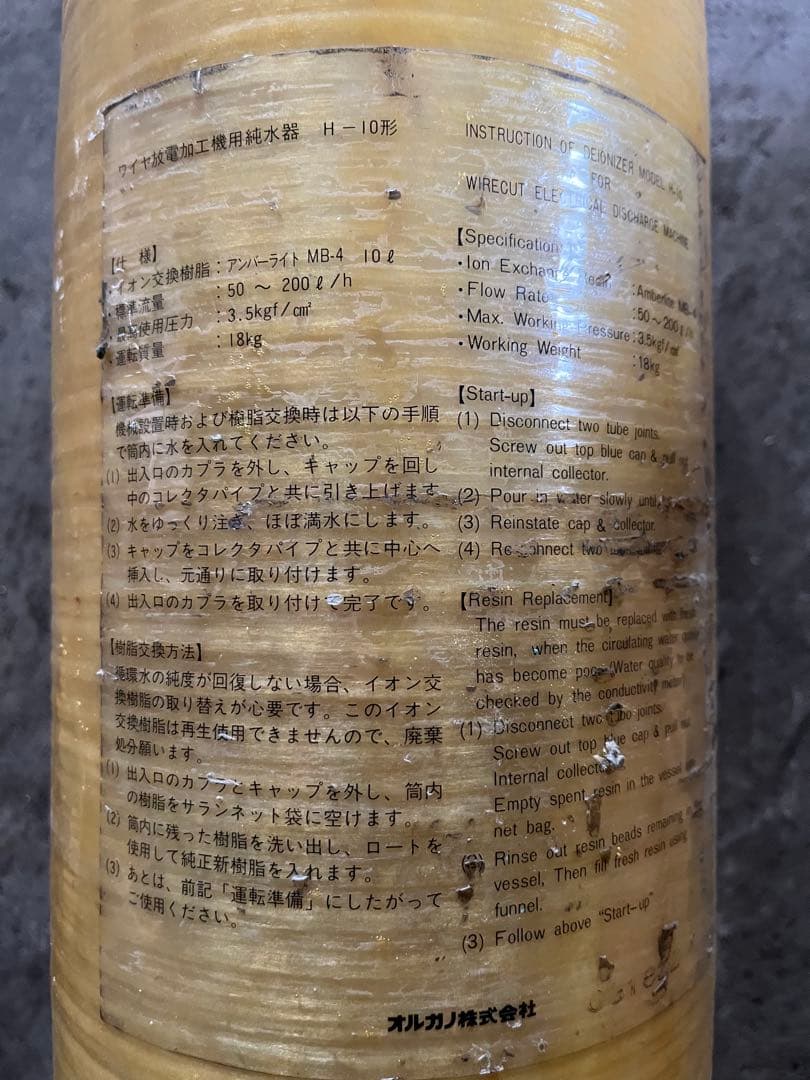 ワイヤ放電加工機用純水器　H－10形
【仕　様】
・イオン交換樹脂：アンバーライト MB-4　10ℓ
・標準流量　：50 ～ 200ℓ/h
・最高使用圧力　：3.5kgf/cm²
・運転質量　：18kg
【運転準備】
機械設置時および樹脂交換時は以下の手順
で筒内に水を入れてください。
(1) 出入口のカプラを外し、キャップを回し
中のコレクタパイプと共に引き上げます
(2) 水をゆっくり注ぎ、ほぼ満水にします。
(3) キャップをコレクタパイプと共に中心へ
挿入し、元通りに取り付けます。
(4) 出入口のカプラを取り付けて完了です。
【樹脂交換方法】
循環水の純度が回復しない場合、イオン交
換樹脂の取り替えが心要です。このイオン
交換樹脂は再生使用できませんので、廃棄
処分願います。
(1) 出入口のカプラとキャップを外し、筒内
の樹脂をサランネット袋に空けます。
(2) 筒内に残った樹脂を洗い出し、ロートを
使用して純正新樹脂を入れます。
(3) あとは、前記「運転準備」にしたがって
ご使用ください。
INSTRUCTION OF DEIONIZER MODEL H-10
FOR
WIRECUT ELECTRICAL DISCHARGE MACHINE
【Specification
・Ion Exchange Resin :Amberlite MB-4
・Flow Rate :50～200ℓ/h
・Max. Working Pressure :3.5kgf/cm²
・Working Weight :18kg
【Start-up】
(1) Disconnect two tube joints.
Screw out top blue cap & pull out
internal collector.
(2) Pour in water slowly until
(3) Reinstate cap & collector.
(4) Reconnect two
【Resin Replacement】
The resin must be replaced with fresh
resin, when the circulating water quality
has become poor (Water quality to be
checked by the conductivity meter)
(1) Disconnect two tube joints.
Screw out top blue cap & pull out
Internal collector.
Empty spent resin in the vessel
net bag.
(2) Rinse out resin beads remaining in
vessel, Then fill fresh resin using
funnel.
(3) Follow above "Start-up"
オルガノ株式会社